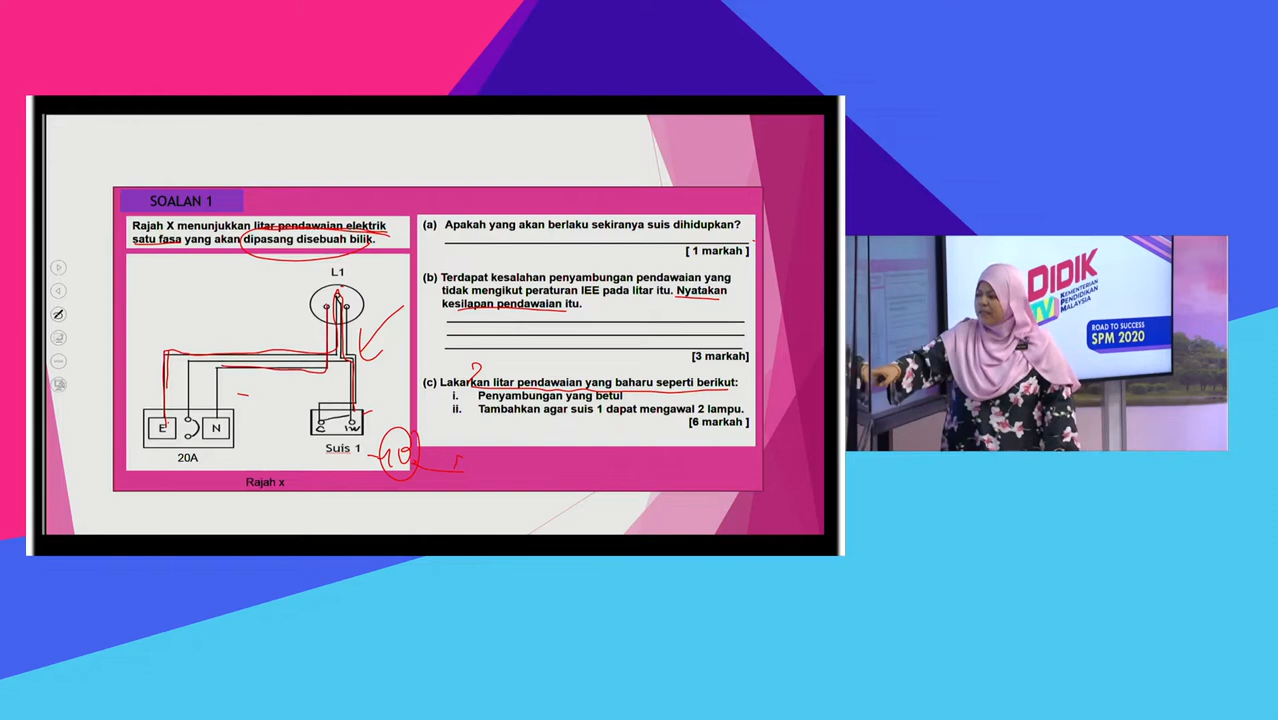 SOALAN 1
Rajah X menunjukkan litar pendawaian elektrik
satu fasa yang akan dipasang disebuah bilik.
L1
E
N
20A
Suis 1
Rajah x
(a) Apakah yang akan berlaku sekiranya suis dihidupkan?
[ 1 markah ]
(b) Terdapat kesalahan penyambungan pendawaian yang
tidak mengikut peraturan IEE pada litar itu. Nyatakan
kesilapan pendawaian itu.
[3 markah]
2
(c) Lakarkan litar pendawaian yang baharu seperti berikut:
i. Penyambungan yang betul
ii. Tambahkan agar suis 1 dapat mengawal 2 lampu.
[6 markah ]
DIDIK
TV
KEMENTERIAN
PENDIDIKAN
MALAYSIA
ROAD TO SUCCESS
SPM 2020